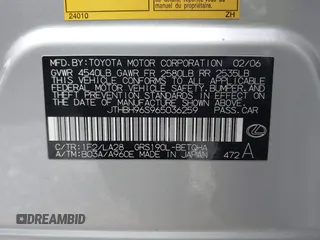 24010
ZH
MFD.BY:TOYOTA MOTOR CORPORATION 02/06
GVWR 4540LB GAWR FR 2580LB RR 2535LB
THIS VEHICLE CONFORMS TO ALL APPLICABLE
FEDERAL MOTOR VEHICLE SAFETY, BUMPER, AND
THEFT PREVENTION STANDARDS IN EFFECT ON
THE DATE OF MANUFACTURE SHOWN ABOVE.
JTHBH96S965036259 PASS.CAR
C/TR:1F2/LA28 GRS190L-BETQHA
A/TM:B03A/A960E MADE IN JAPAN 472 A
DREAMBID